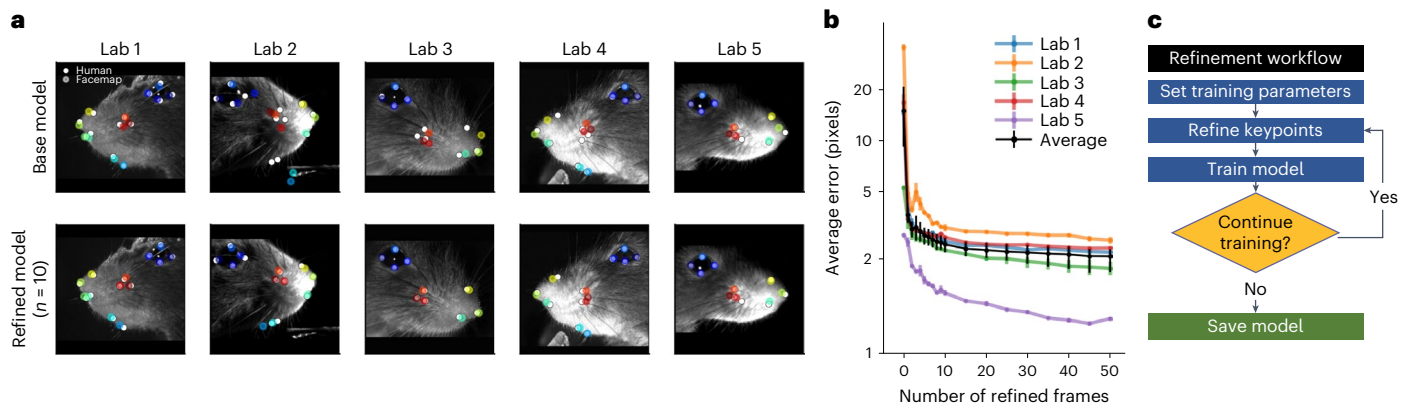 a
Lab 1
Lab 2
Lab 3
Lab 4
Lab 5
Base model
Human
Facemap
Refined model
(n = 10)
b
Average error (pixels)
20
10
5
2
1
0
10
20
30
40
50
Number of refined frames
Lab 1
Lab 2
Lab 3
Lab 4
Lab 5
Average
c
Refinement workflow
Set training parameters
Refine keypoints
Train model
Continue
training?
Yes
No
Save model